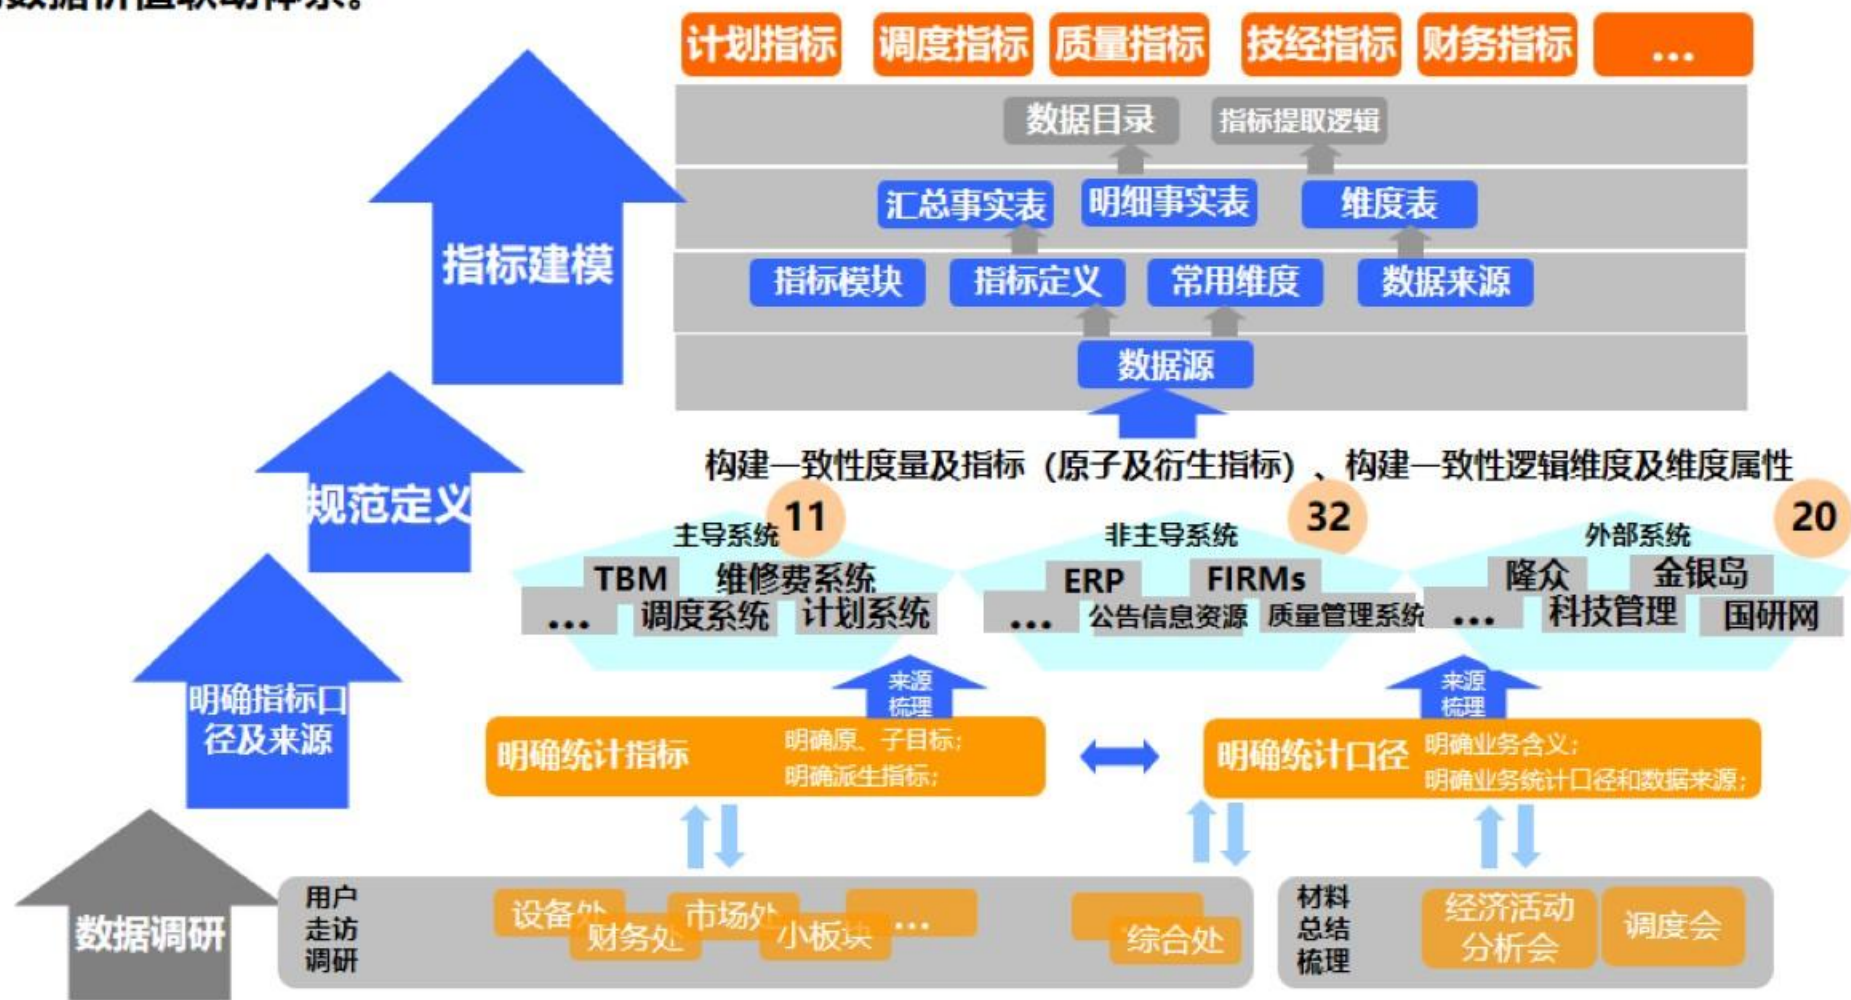 的数据价值联动体系。
计划指标
调度指标
质量指标
技经指标
财务指标
...
数据目录
指标提取逻辑
汇总事实表
明细事实表
维度表
指标建模
指标模块
指标定义
常用维度
数据来源
数据源
构建一致性度量及指标（原子及衍生指标）、构建一致性逻辑维度及维度属性
规范定义
主导系统
11
TBM
维修费系统
...
调度系统
计划系统
非主导系统
32
ERP
FIRMs
...
公告信息资源
质量管理系统
外部系统
20
隆众
金银岛
...
科技管理
国研网
来源
梳理
来源
梳理
明确指标口
径及来源
明确统计指标
明确原、子目标；
明确派生指标；
明确统计口径
明确业务含义；
明确业务统计口径和数据来源；
数据调研
用户
走访
调研
设备处
财务处
市场处
小板块
...
综合处
材料
总结
梳理
经济活动
分析会
调度会